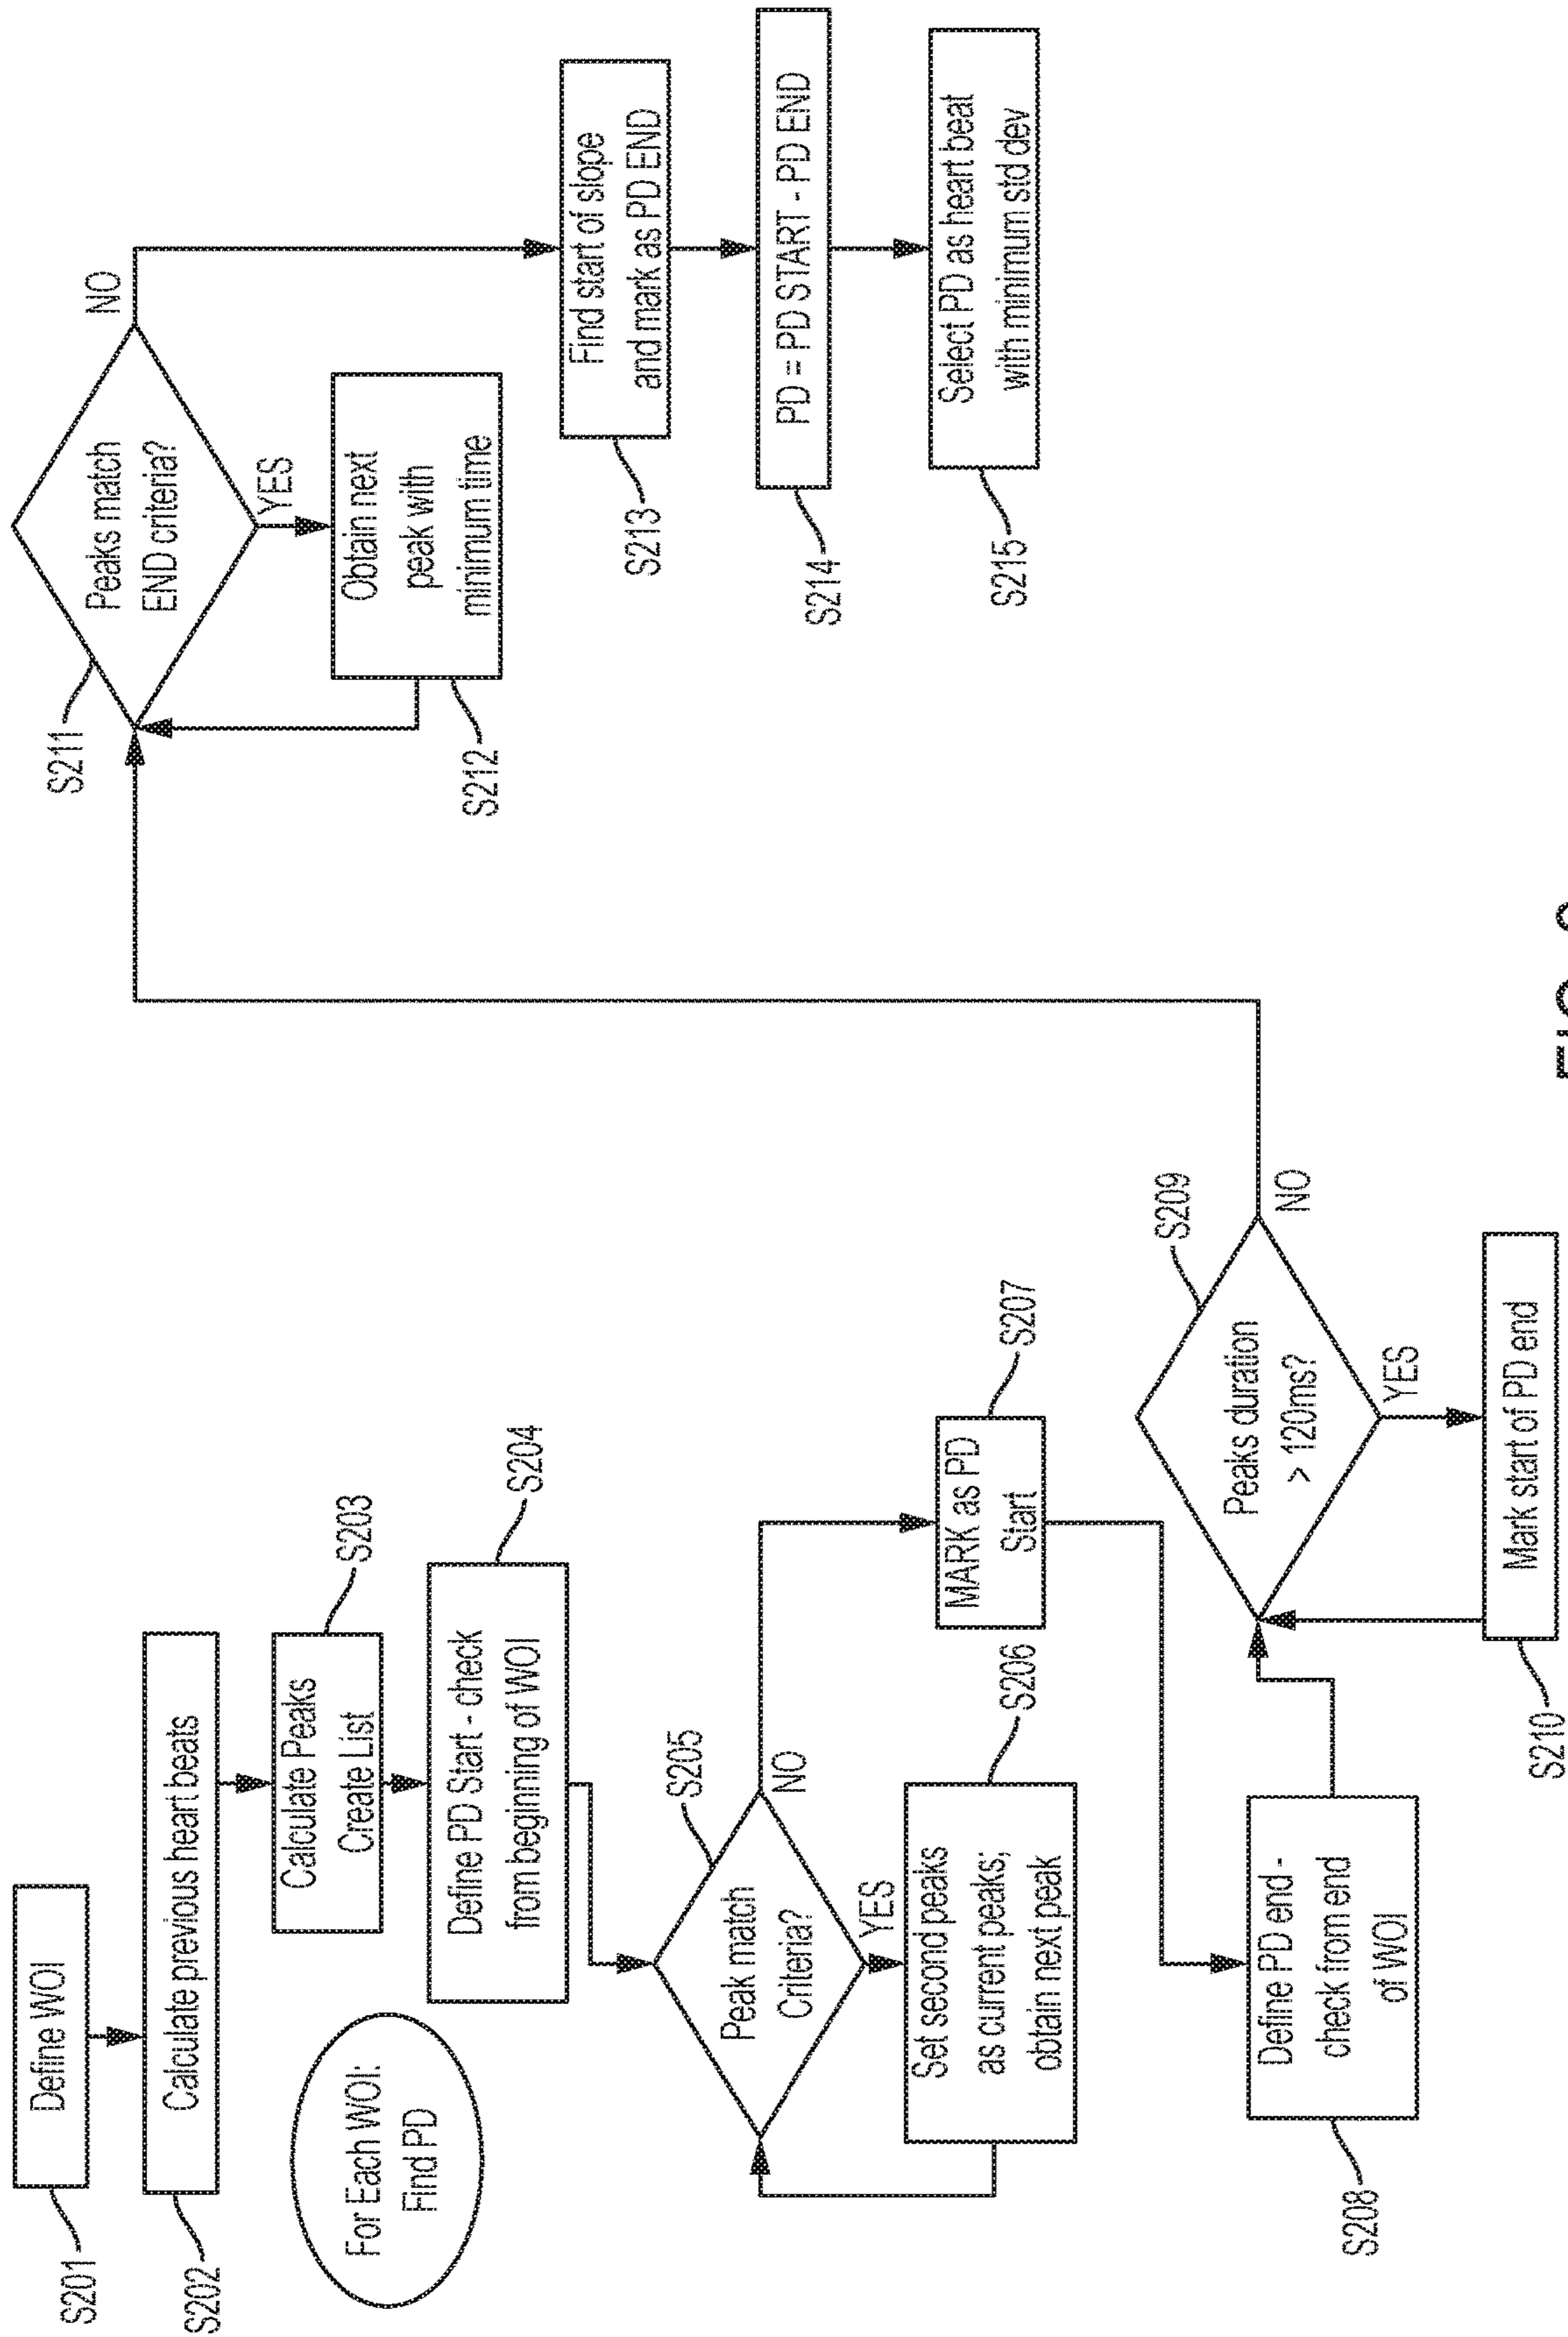 S201
Define WOI
S202
Calculate previous heart beats
For Each WOI:
Find PD
Calculate Peaks
Create List
S203
Define PD Start - check
from beginning of WOI
S204
Peak match
Criteria?
S205
NO
YES
Set second peaks
as current peaks;
obtain next peak
S206
MARK as PD
Start
S207
S208
Define PD end -
check from end
of WOI
Peaks duration
> 120ms?
S209
NO
YES
S210
Mark start of PD end
S211
Peaks match
END criteria?
NO
YES
S212
Obtain next
peak with
minimum time
S213
Find start of slope
and mark as PD END
S214
PD = PD START - PD END
S215
Select PD as heart beat
with minimum std dev